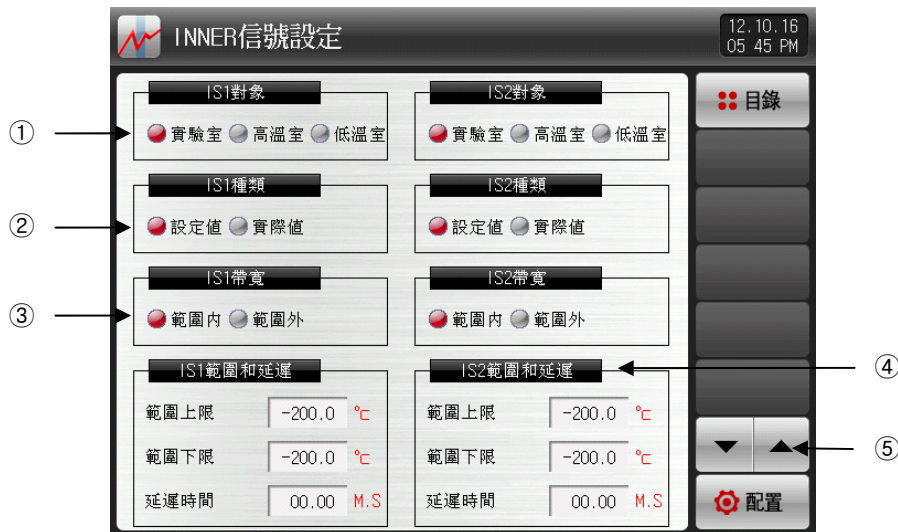 INNER信號設定
12.10.16
05 45 PM
IS1對象
IS2對象
目錄
①
實驗室 高溫室 低溫室
實驗室 高溫室 低溫室
IS1種類
IS2種類
②
設定值 實際值
設定值 實際值
IS1帶寬
IS2帶寬
③
範圍内 範圍外
範圍内 範圍外
IS1範圍和延遲
IS2範圍和延遲
④
範圍上限 -200.0 ℃
範圍上限 -200.0 ℃
範圍下限 -200.0 ℃
範圍下限 -200.0 ℃
⑤
延遲時間 00.00 M.S
延遲時間 00.00 M.S
配置